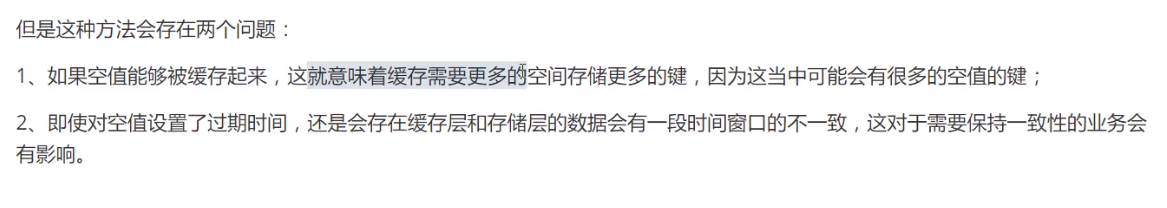 但是这种方法会存在两个问题：
1、如果空值能够被缓存起来，这就意味着缓存需要更多的空间存储更多的键，因为这当中可能会有很多的空值的键；
2、即使对空值设置了过期时间，还是会存在缓存层和存储层的数据会有一段时间窗口的不一致，这对于需要保持一致性的业务会
有影响。